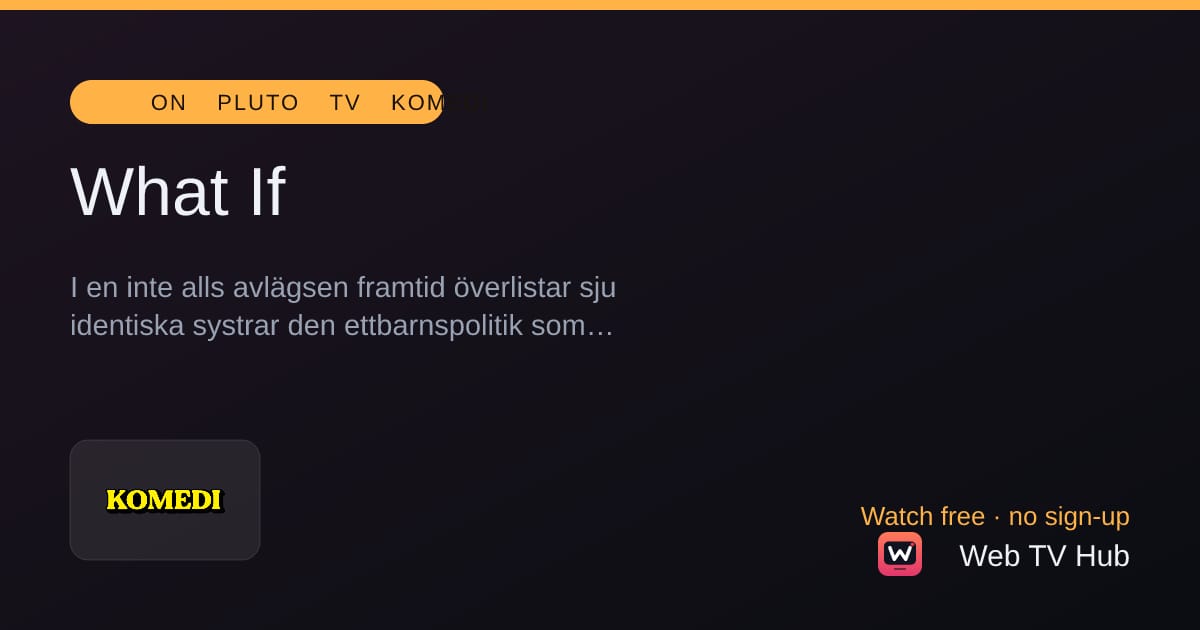 ON PLUTO TV KOM
What If
I en inte alls avlägsen framtid överlistar sju
identiska systrar den ettbarnspolitik som…
KOMEDI
Watch free · no sign-up
W
Web TV Hub